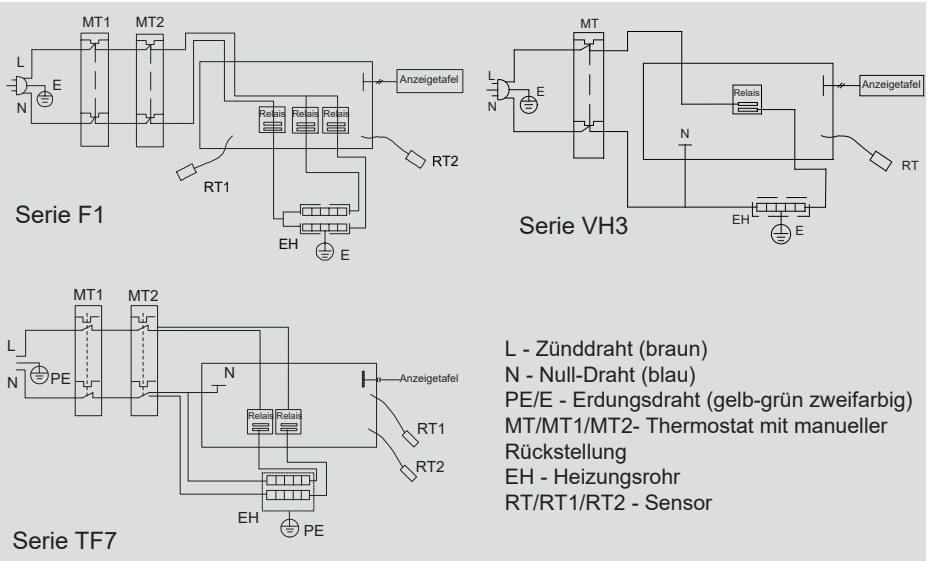 MT1
MT2
L
E
N
Relais
Relais
Relais
Anzeigetafel
RT1
RT2
EH
E
Serie F1
MT
L
E
N
N
Relais
Anzeigetafel
RT
EH
E
Serie VH3
MT1
MT2
L
N
PE
N
Relais
Relais
Anzeigetafel
RT1
RT2
EH
PE
Serie TF7
L - Zünddraht (braun)
N - Null-Draht (blau)
PE/E - Erdungsdraht (gelb-grün zweifarbig)
MT/MT1/MT2- Thermostat mit manueller
Rückstellung
EH - Heizungsrohr
RT/RT1/RT2 - Sensor